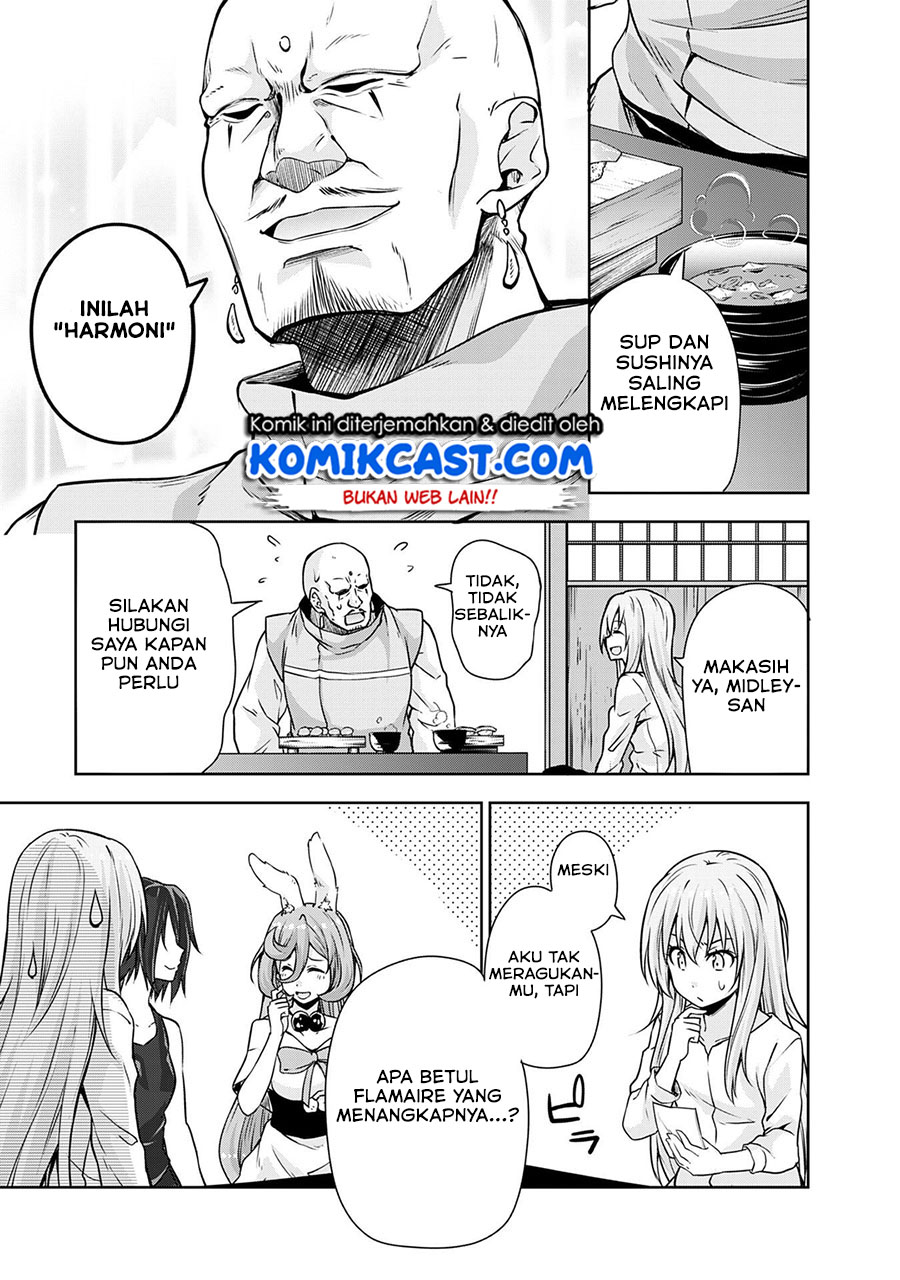 SUP DAN
SUSHINYA
SALING
MELENGKAPI
INILAH
"HARMONI"
Komik ini diterjemahkan & diedit oleh
KOMIKCAST.COM
BUKAN WEB LAIN!!
MAKASIH
YA, MIDLEY-
SAN
TIDAK,
TIDAK
SEBALIK-
NYA
SILAKAN
HUBUNGI
SAYA KAPAN
PUN ANDA
PERLU
MESKI
AKU TAK
MERAGUKAN-
MU, TAPI
APA BETUL
FLAMAIRE YANG
MENANGKAPNYA...?
ピラ